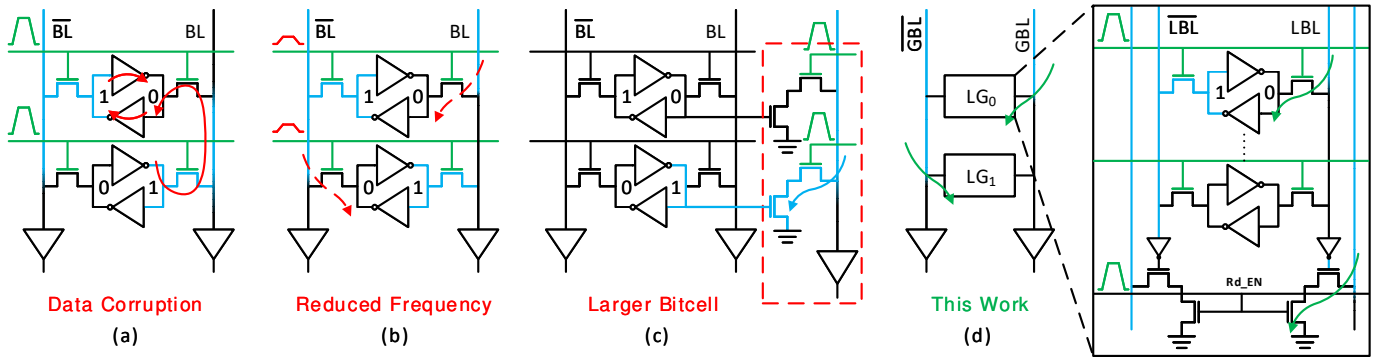 BL
BL
1
0
0
1
Data Corruption
(a)
BL
BL
1
0
0
1
Reduced Frequency
(b)
BL
BL
1
0
0
1
Larger Bitcell
(c)
GBL
GBL
LG0
LG1
This Work
(d)
LBL
LBL
1
0
Rd_EN